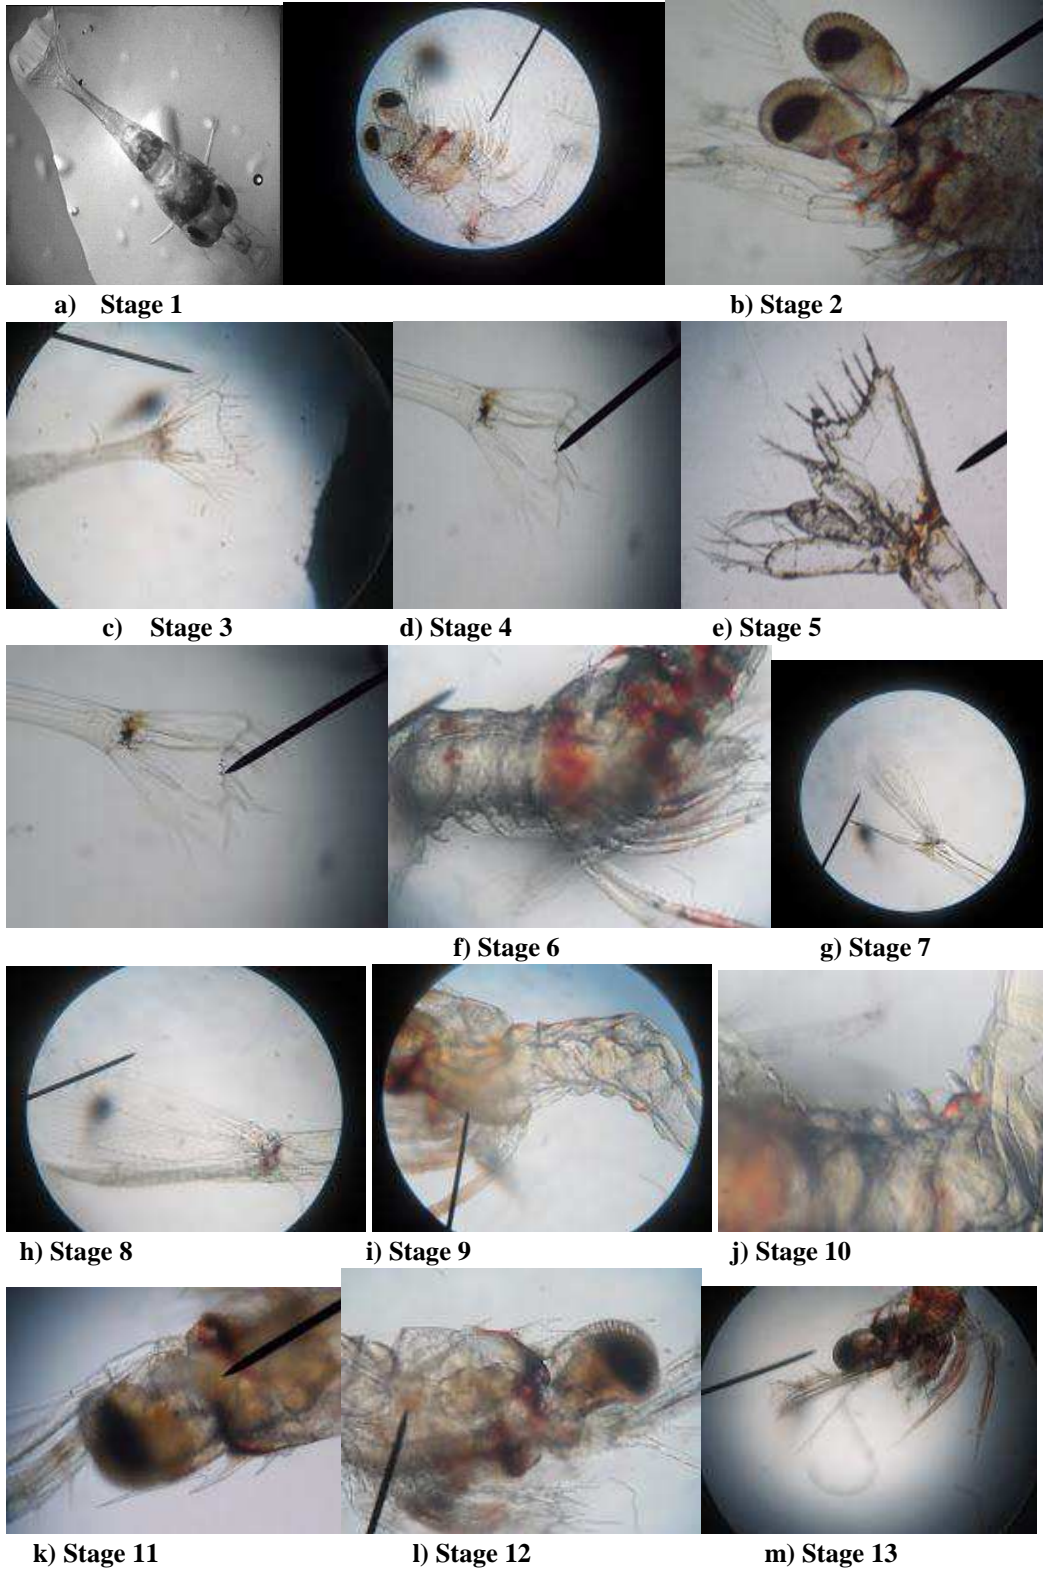 a) Stage 1
b) Stage 2
c) Stage 3
d) Stage 4
e) Stage 5
f) Stage 6
g) Stage 7
h) Stage 8
i) Stage 9
j) Stage 10
k) Stage 11
l) Stage 12
m) Stage 13